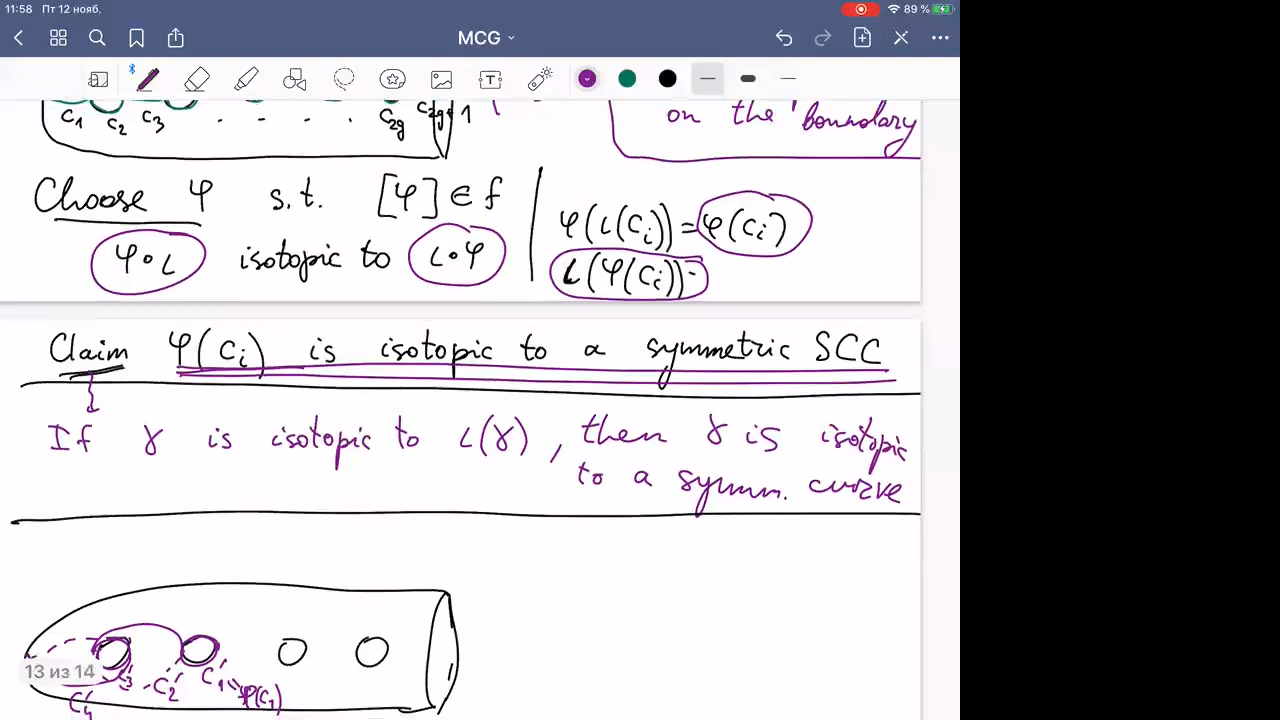 11:58 Пт 12 нояб. 89 %
MCG
C1 C2 C3 . . . . C2g C2g+1
on the boundary
Choose φ s.t. [φ] ∈ f
φ∘ι isotopic to ι∘φ
φ(ι(Ci)) = φ(Ci)
ι(φ(Ci)) =
Claim φ(Ci) is isotopic to a symmetric SCC
If γ is isotopic to ι(γ), then γ is isotopic
to a symm. curve
C3' C2' C1' = φ(C1)
C4'
13 из 14